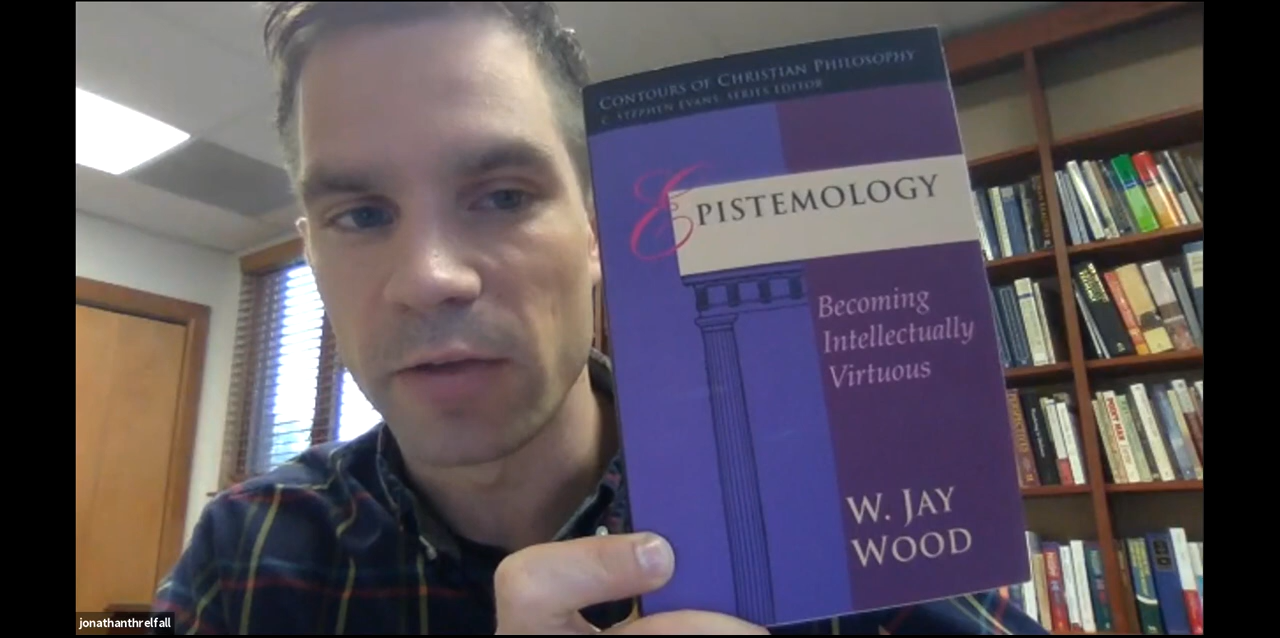 CONTOURS OF CHRISTIAN PHILOSOPHY
C. STEPHEN EVANS: SERIES EDITOR
EPISTEMOLOGY
Becoming
Intellectually
Virtuous
W. JAY
WOOD
jonathanthrelfall